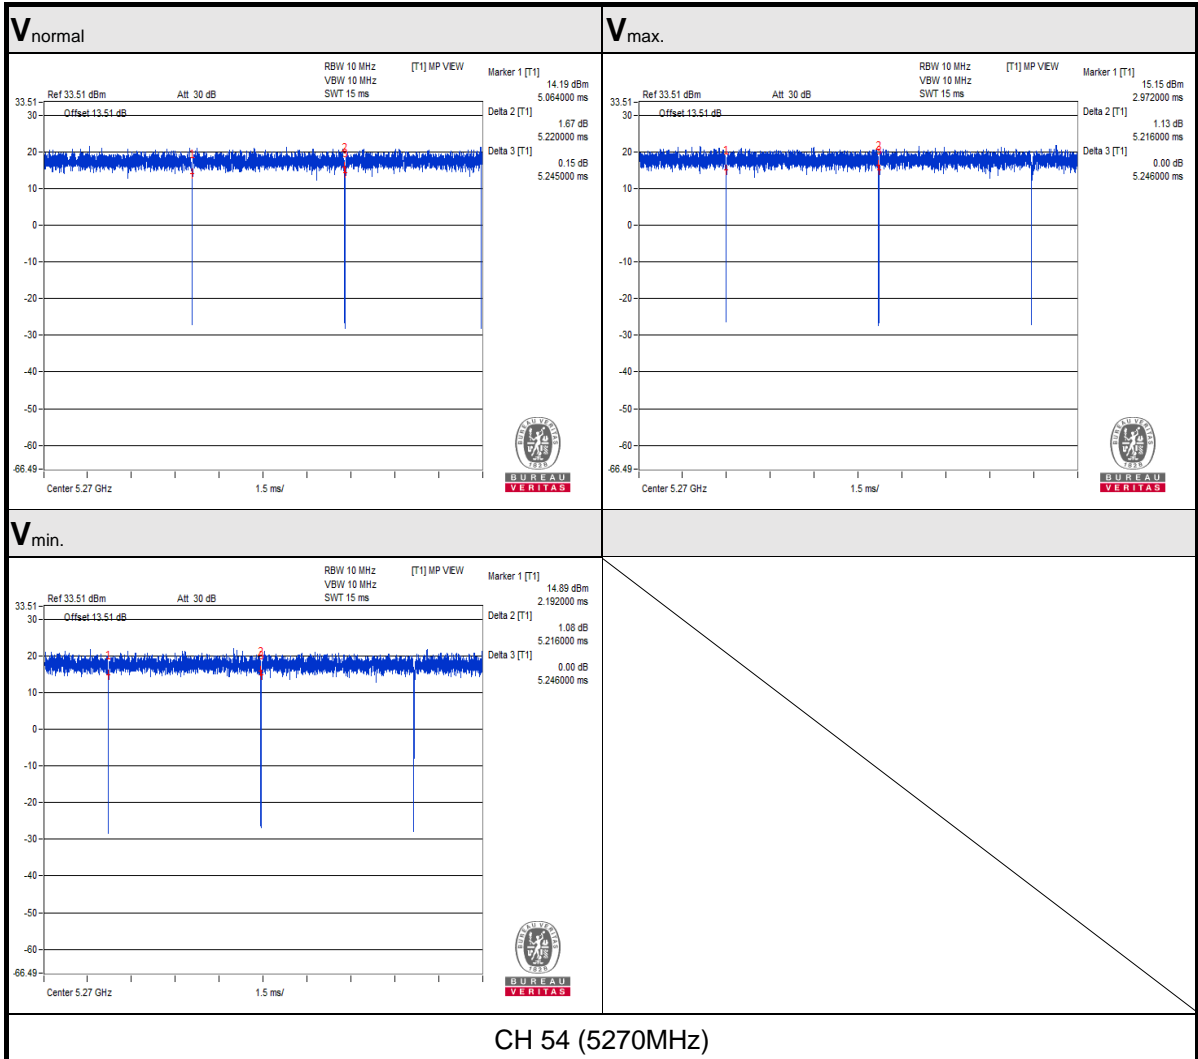 Vnormal
RBW 10 MHz [T1] MP VIEW
VBW 10 MHz
Ref 33.51 dBm Att 30 dB SWT 15 ms
Offset 13.51 dB
Marker 1 [T1]
14.19 dBm
5.064000 ms
Delta 2 [T1]
1.67 dB
5.220000 ms
Delta 3 [T1]
0.15 dB
5.245000 ms
33.51
30
20
10
0
-10
-20
-30
-40
-50
-60
-66.49
1
2
Center 5.27 GHz 1.5 ms/
1828
BUREAU
VERITAS
Vmax.
RBW 10 MHz [T1] MP VIEW
VBW 10 MHz
Ref 33.51 dBm Att 30 dB SWT 15 ms
Offset 13.51 dB
Marker 1 [T1]
15.15 dBm
2.972000 ms
Delta 2 [T1]
1.13 dB
5.216000 ms
Delta 3 [T1]
0.00 dB
5.246000 ms
33.51
30
20
10
0
-10
-20
-30
-40
-50
-60
-66.49
1
2
Center 5.27 GHz 1.5 ms/
1828
BUREAU
VERITAS
Vmin.
RBW 10 MHz [T1] MP VIEW
VBW 10 MHz
Ref 33.51 dBm Att 30 dB SWT 15 ms
Offset 13.51 dB
Marker 1 [T1]
14.89 dBm
2.192000 ms
Delta 2 [T1]
1.08 dB
5.216000 ms
Delta 3 [T1]
0.00 dB
5.246000 ms
33.51
30
20
10
0
-10
-20
-30
-40
-50
-60
-66.49
1
Center 5.27 GHz 1.5 ms/
1828
BUREAU
VERITAS
CH 54 (5270MHz)